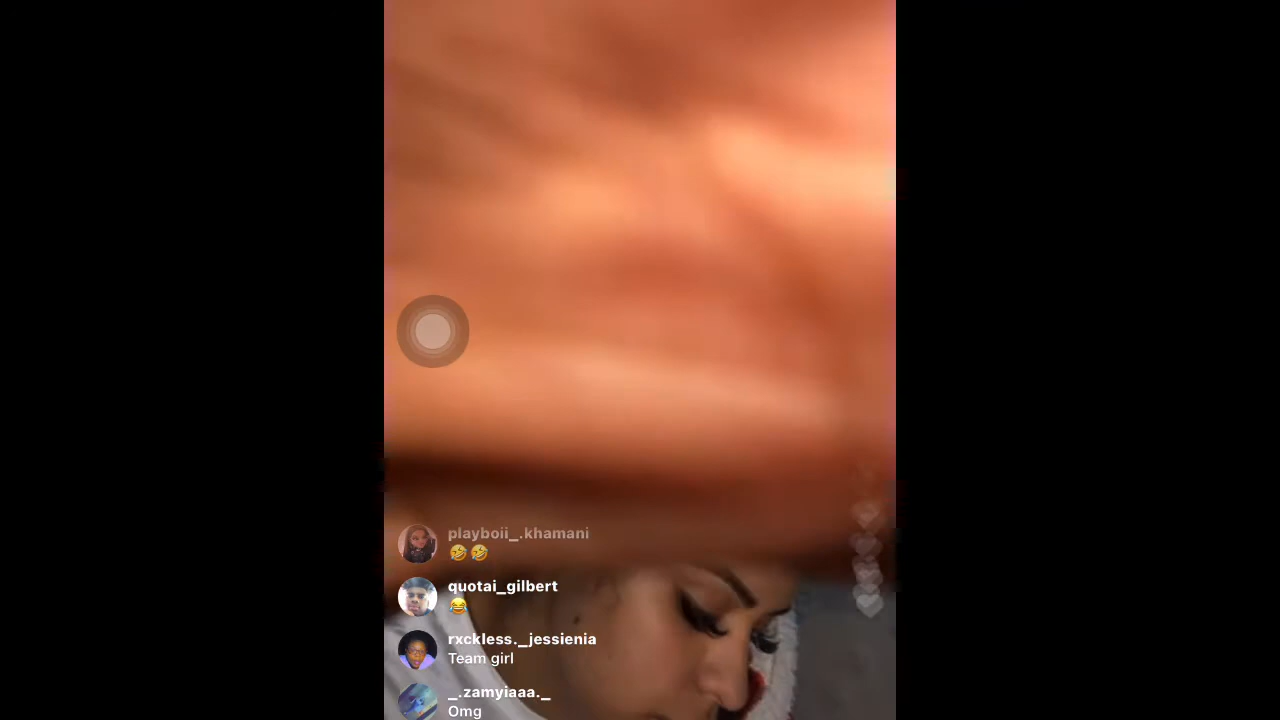 playboii_.khamani
🤣🤣
quotai_gilbert
😂
rxckless._jessienia
Team girl
_.zamyiaaa._
Omg